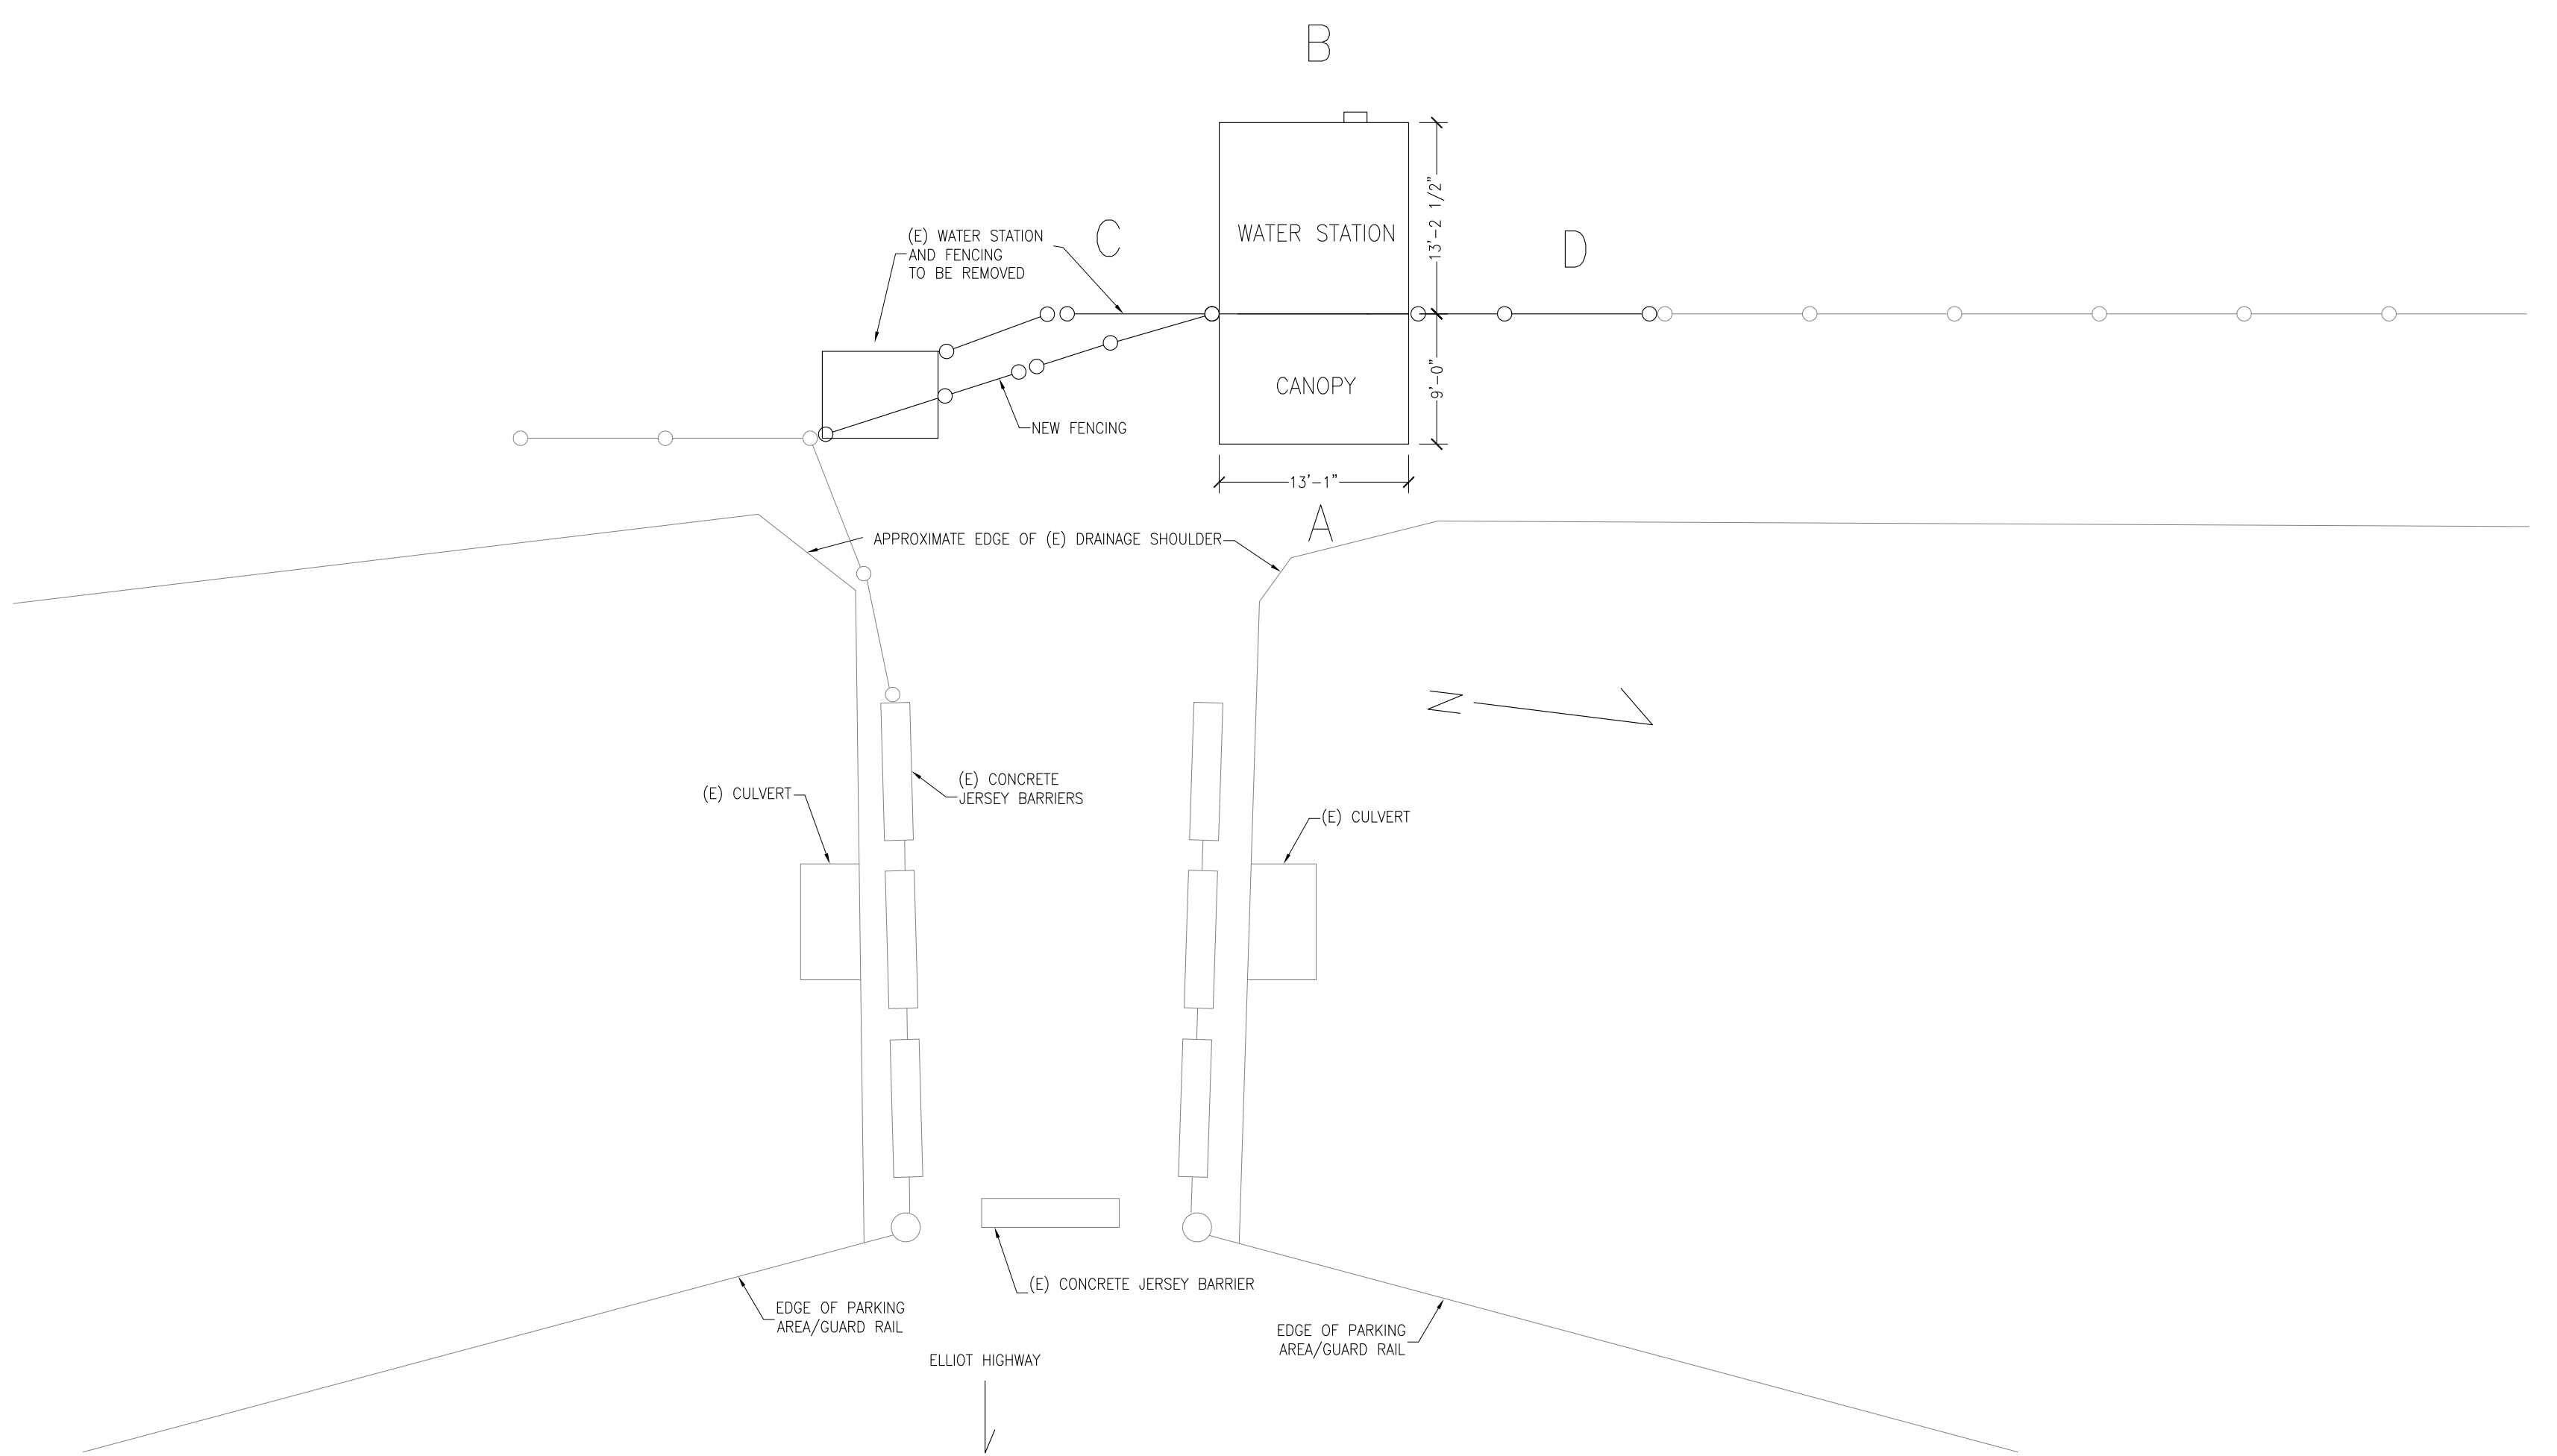 B
WATER STATION
13'-2 1/2"
C
D
(E) WATER STATION
AND FENCING
TO BE REMOVED
CANOPY
9'-0"
NEW FENCING
13'-1"
A
APPROXIMATE EDGE OF (E) DRAINAGE SHOULDER
N
(E) CONCRETE
JERSEY BARRIERS
(E) CULVERT
(E) CULVERT
(E) CONCRETE JERSEY BARRIER
EDGE OF PARKING
AREA/GUARD RAIL
EDGE OF PARKING
AREA/GUARD RAIL
ELLIOT HIGHWAY